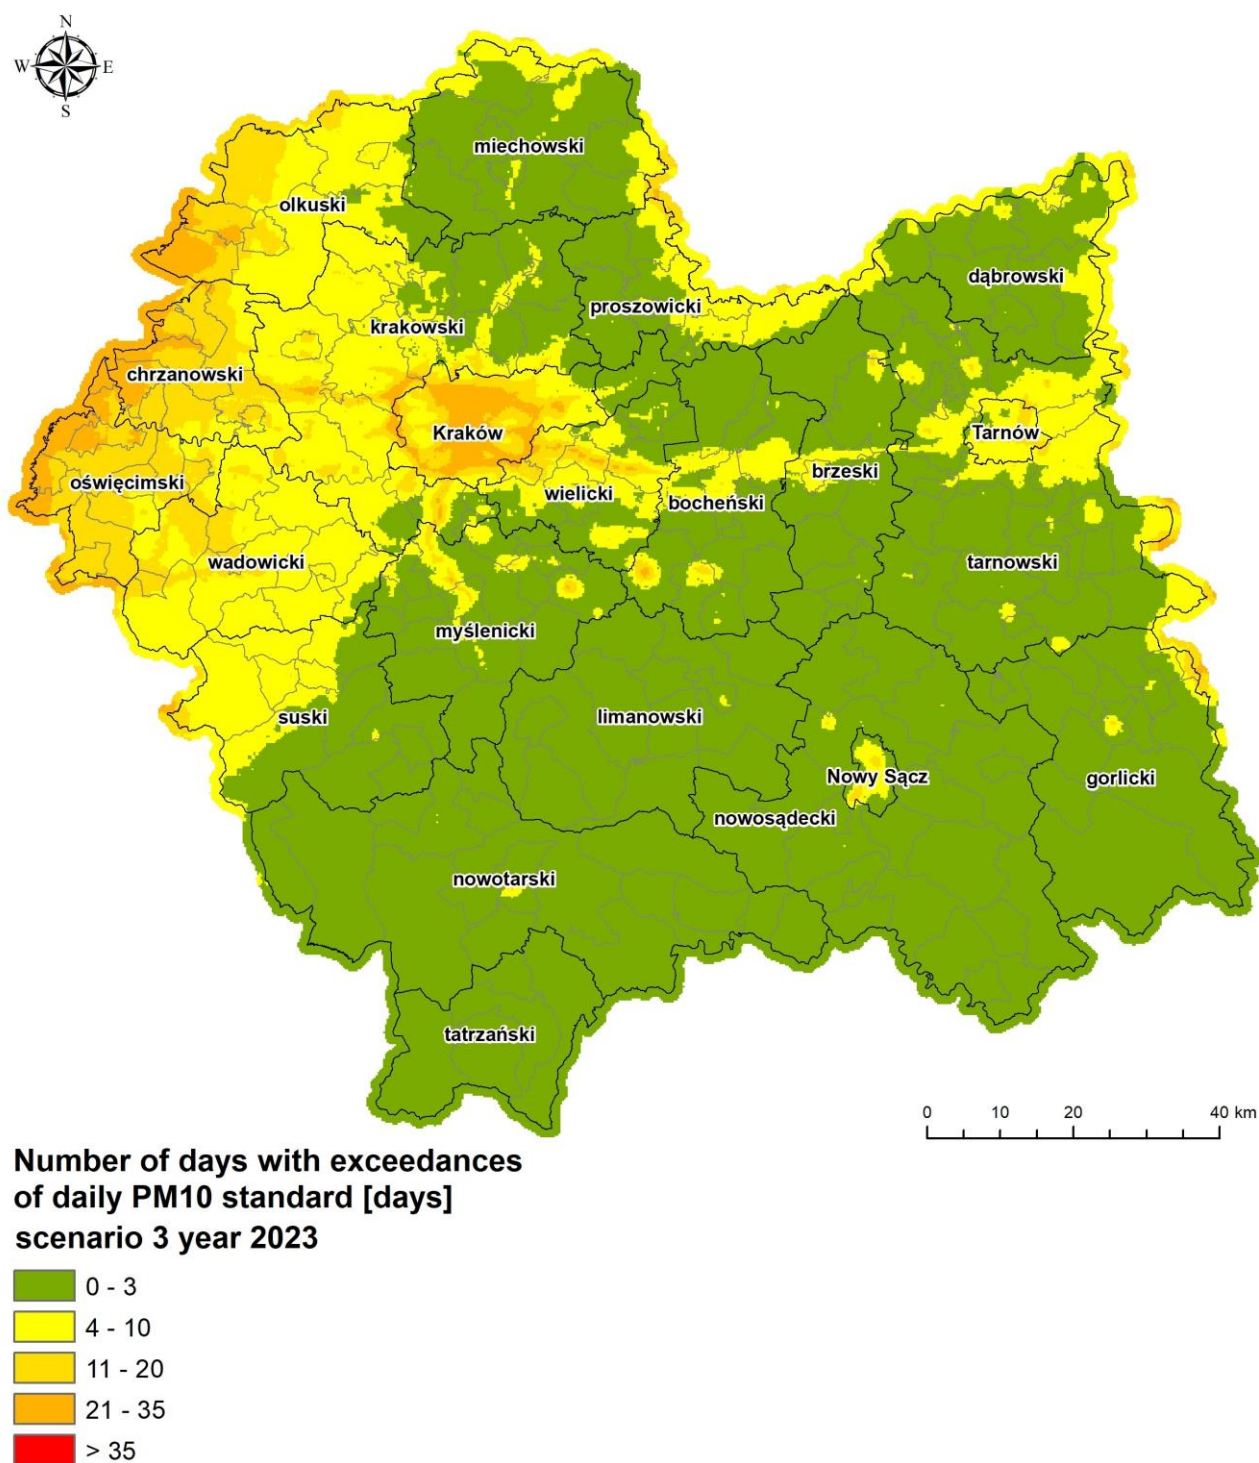 N
W E
S
miechowski
olkuski
dąbrowski
proszowicki
krakowski
chrzanowski
Kraków
Tarnów
brzeski
oświęcimski
wielicki
bocheński
wadowicki
tarnowski
myślenicki
suski
limanowski
Nowy Sącz
gorlicki
nowosądecki
nowotarski
tatrzański
0 10 20 40 km
Number of days with exceedances
of daily PM10 standard [days]
scenario 3 year 2023
0 - 3
4 - 10
11 - 20
21 - 35
> 35